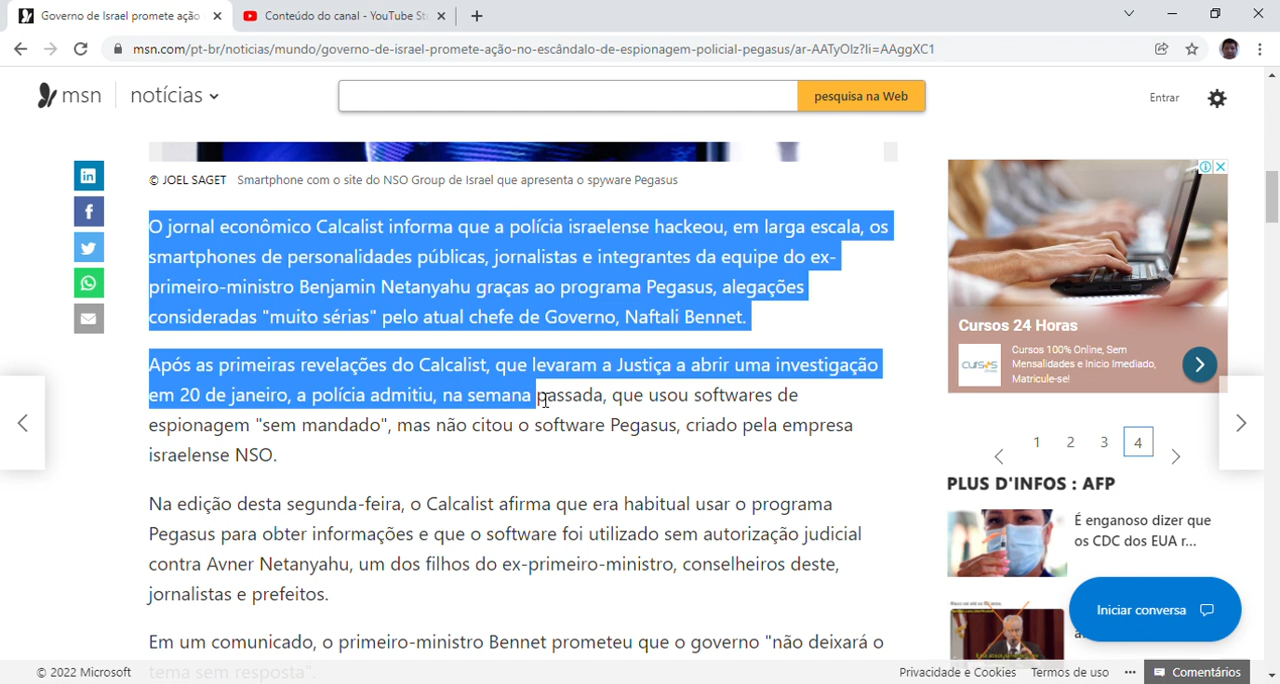 Governo de Israel promete ação
Conteúdo do canal - YouTube St
msn.com/pt-br/noticias/mundo/governo-de-israel-promete-ação-no-escândalo-de-espionagem-policial-pegasus/ar-AATyOlz?li=AAggXC1
msn notícias
pesquisa na Web
Entrar
© JOEL SAGET Smartphone com o site do NSO Group de Israel que apresenta o spyware Pegasus
O jornal econômico Calcalist informa que a polícia israelense hackeou, em larga escala, os
smartphones de personalidades públicas, jornalistas e integrantes da equipe do ex-
primeiro-ministro Benjamin Netanyahu graças ao programa Pegasus, alegações
consideradas "muito sérias" pelo atual chefe de Governo, Naftali Bennet.
Após as primeiras revelações do Calcalist, que levaram a Justiça a abrir uma investigação
em 20 de janeiro, a polícia admitiu, na semana passada, que usou softwares de
espionagem "sem mandado", mas não citou o software Pegasus, criado pela empresa
israelense NSO.
Na edição desta segunda-feira, o Calcalist afirma que era habitual usar o programa
Pegasus para obter informações e que o software foi utilizado sem autorização judicial
contra Avner Netanyahu, um dos filhos do ex-primeiro-ministro, conselheiros deste,
jornalistas e prefeitos.
Em um comunicado, o primeiro-ministro Bennet prometeu que o governo "não deixará o
tema sem resposta".
Cursos 24 Horas
CURSOS
Cursos 100% Online, Sem
Mensalidades e Inicio Imediado,
Matricule-se!
1 2 3 4
PLUS D'INFOS : AFP
É enganoso dizer que
os CDC dos EUA r...
Iniciar conversa
© 2022 Microsoft
Privacidade e Cookies Termos de uso ••• Comentários